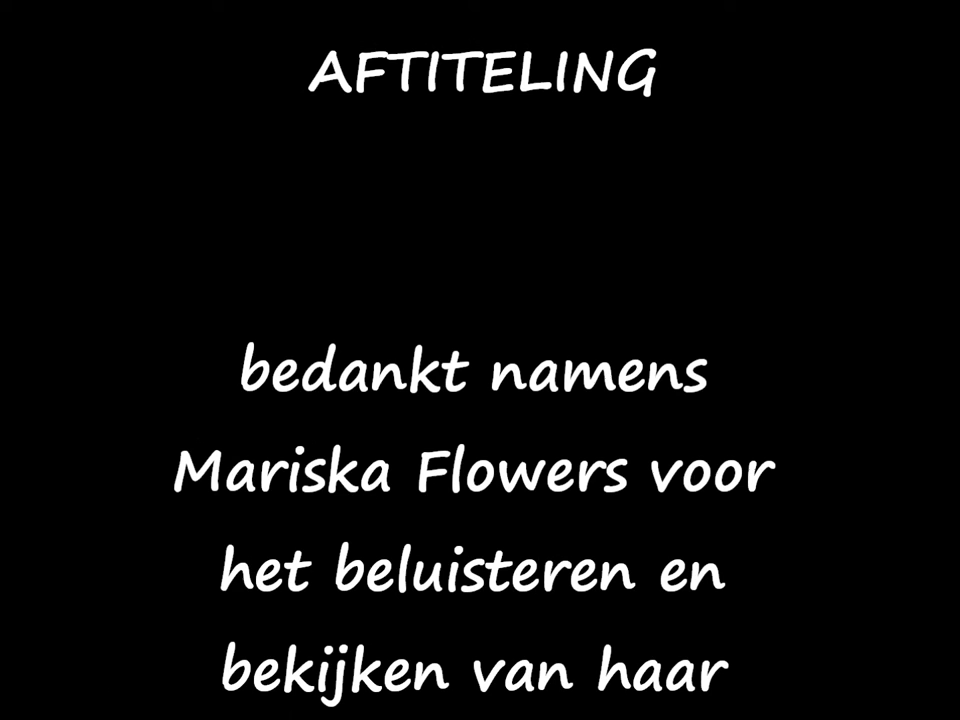 AFTITELING
bedankt namens
Mariska Flowers voor
het beluisteren en
bekijken van haar